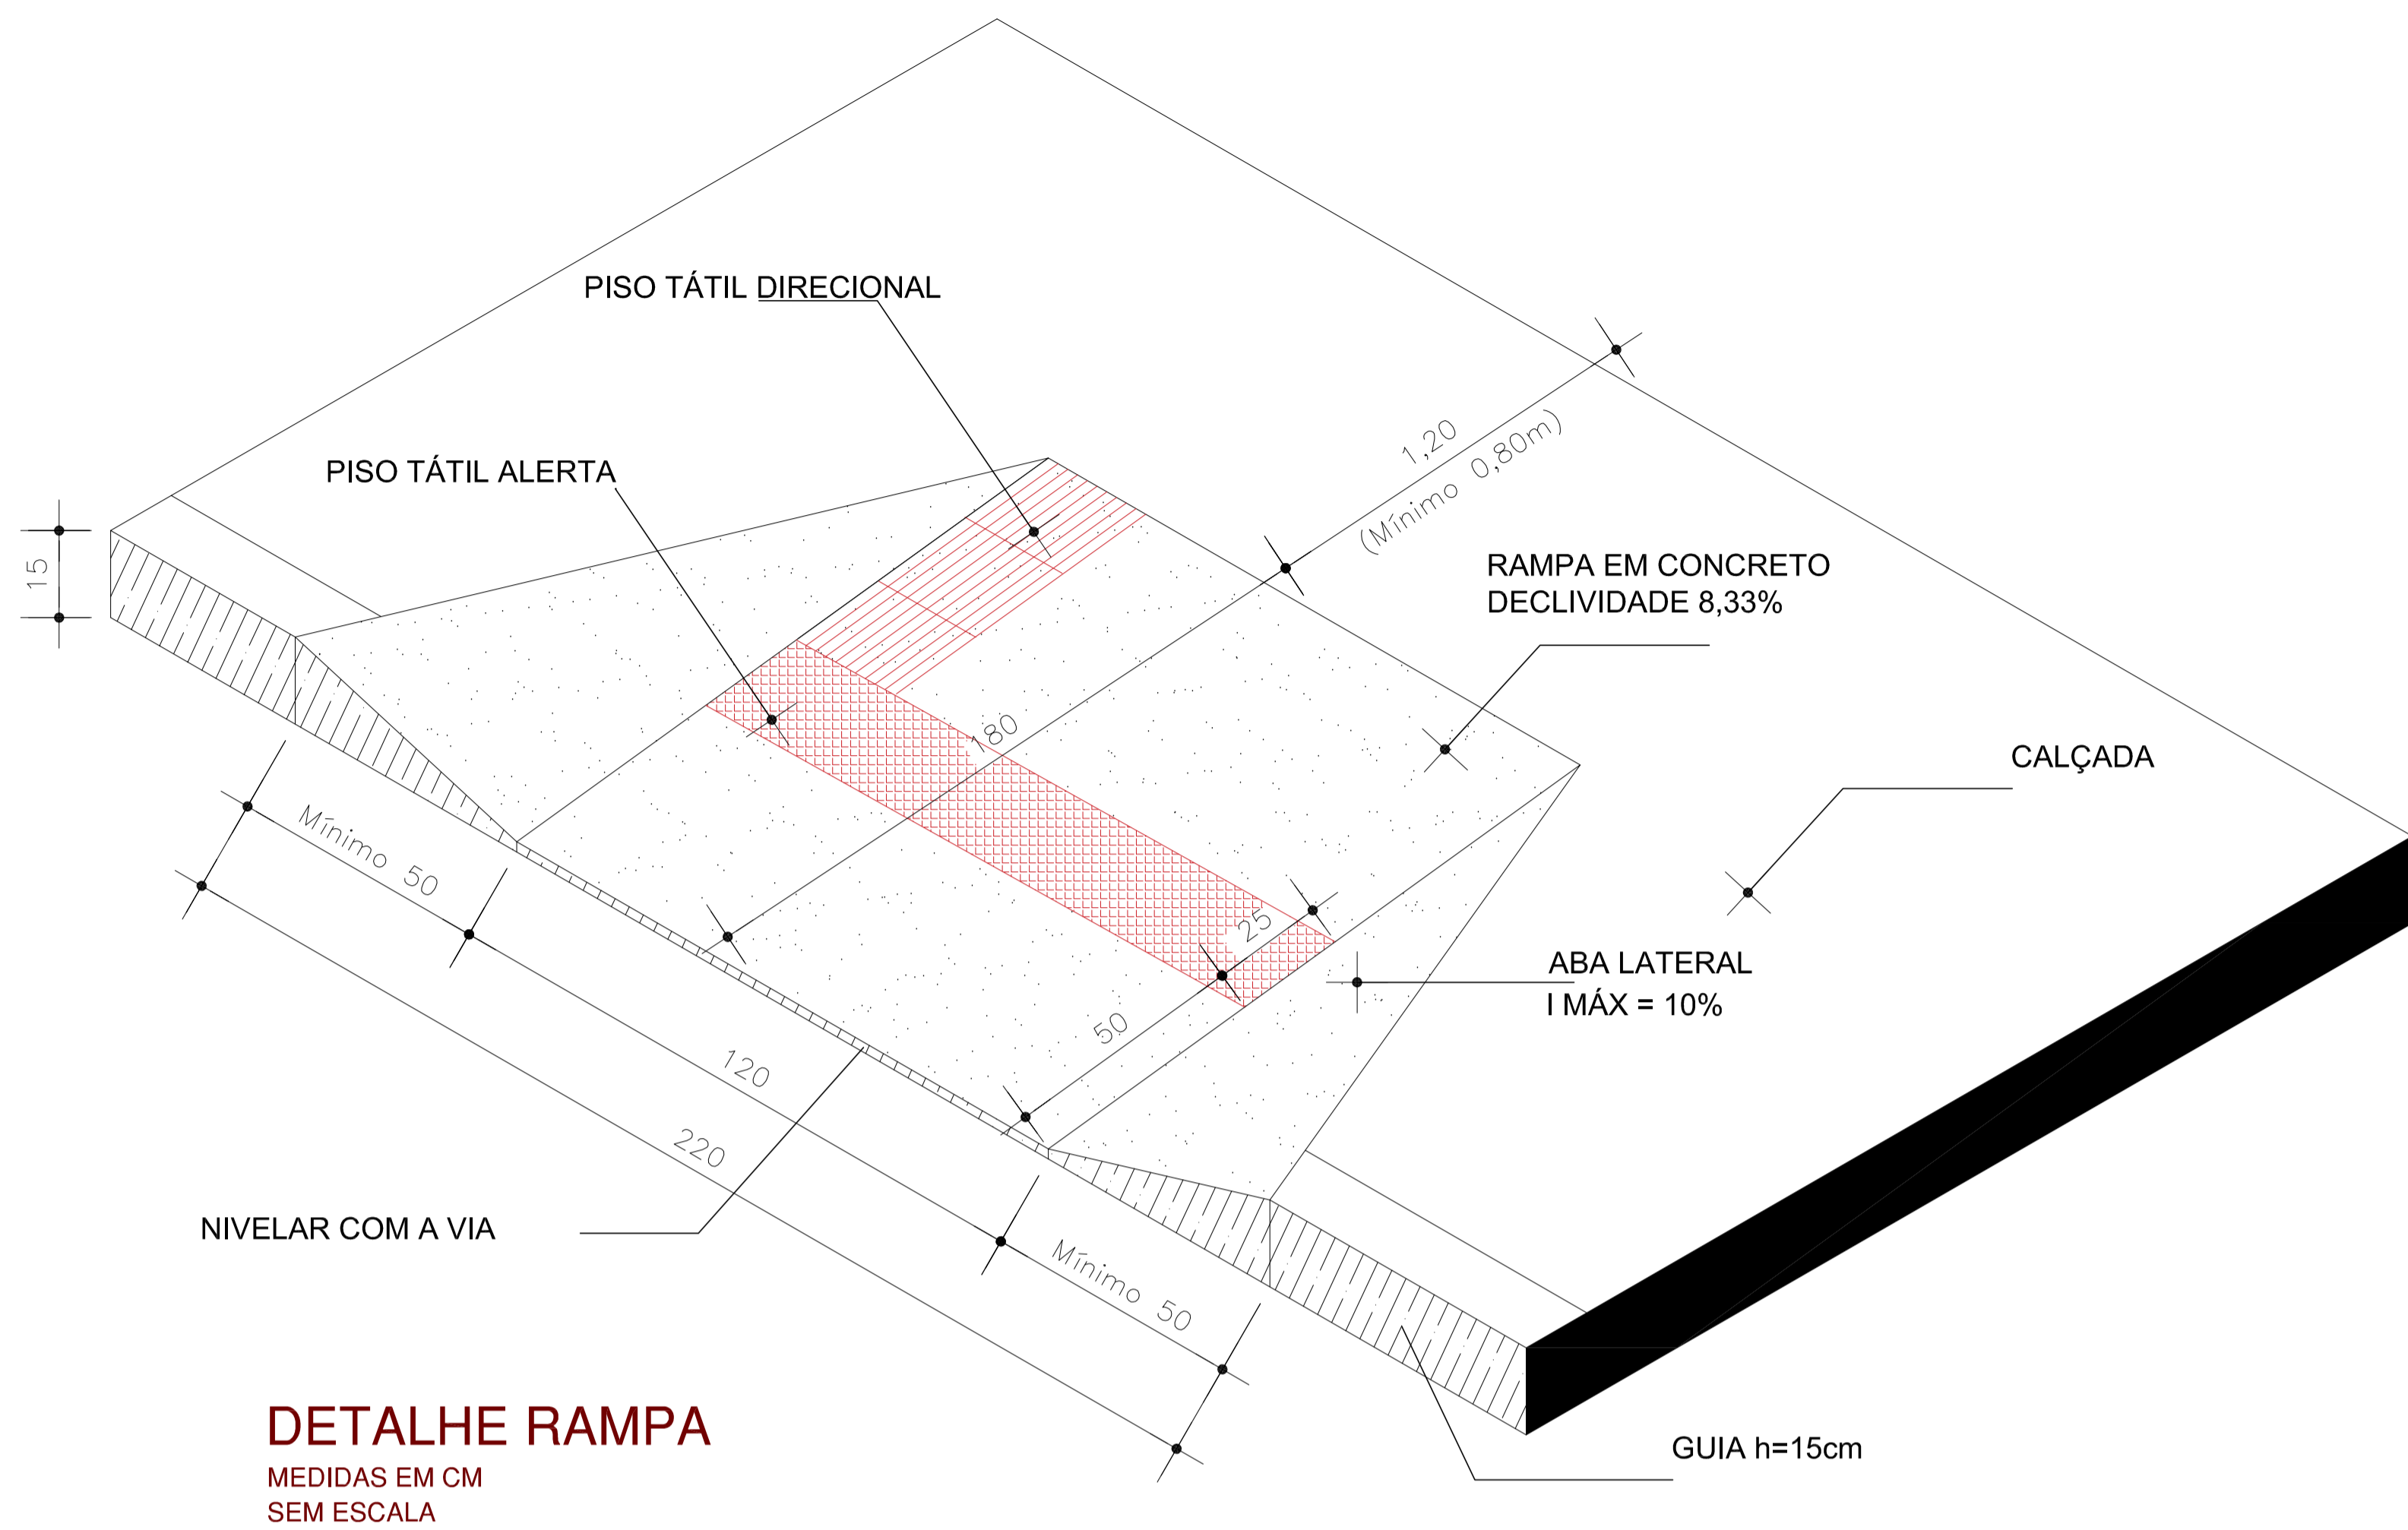 PISO TÁTIL DIRECIONAL
1,20
(Mínimo 0,80m)
PISO TÁTIL ALERTA
15
RAMPA EM CONCRETO
DECLIVIDADE 8,33%
180
CALÇADA
Mínimo 50
25
ABA LATERAL
I MÁX = 10%
50
120
220
NIVELAR COM A VIA
Mínimo 50
DETALHE RAMPA
MEDIDAS EM CM
SEM ESCALA
GUIA h=15cm